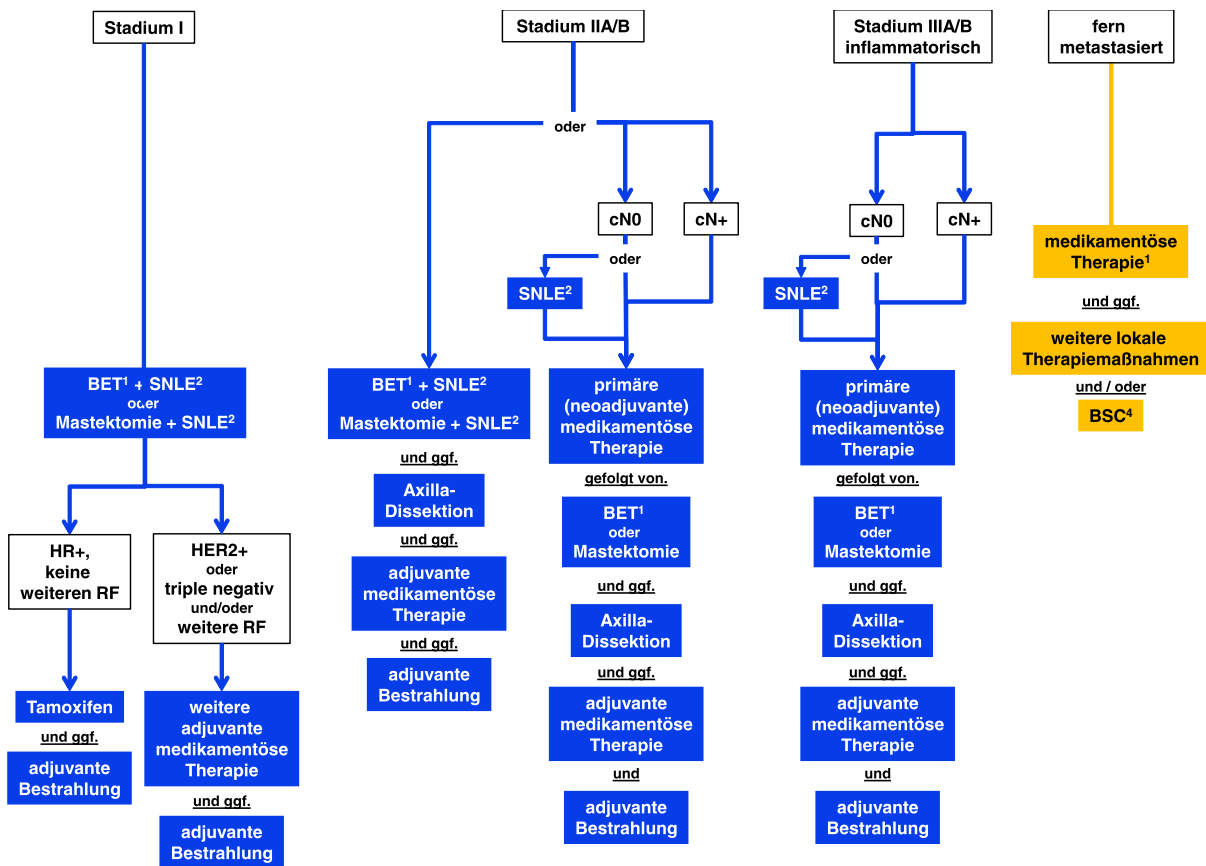 Stadium I
BET¹ + SNLE²
oder
Mastektomie + SNLE²
HR+,
keine
weiteren RF
Tamoxifen
und ggf.
adjuvante
Bestrahlung
HER2+
oder
triple negativ
und/oder
weitere RF
weitere
adjuvante
medikamentöse
Therapie
und ggf.
adjuvante
Bestrahlung
Stadium IIA/B
oder
BET¹ + SNLE²
oder
Mastektomie + SNLE²
und ggf.
Axilla-
Dissektion
und ggf.
adjuvante
medikamentöse
Therapie
und ggf.
adjuvante
Bestrahlung
cN0
cN+
oder
SNLE²
primäre
(neoadjuvante)
medikamentöse
Therapie
gefolgt von.
BET¹
oder
Mastektomie
und ggf.
Axilla-
Dissektion
und ggf.
adjuvante
medikamentöse
Therapie
und
adjuvante
Bestrahlung
Stadium IIIA/B
inflammatorisch
cN0
cN+
oder
SNLE²
primäre
(neoadjuvante)
medikamentöse
Therapie
gefolgt von.
BET¹
oder
Mastektomie
und ggf.
Axilla-
Dissektion
und ggf.
adjuvante
medikamentöse
Therapie
und
adjuvante
Bestrahlung
fern
metastasiert
medikamentöse
Therapie¹
und ggf.
weitere lokale
Therapiemaßnahmen
und / oder
BSC⁴